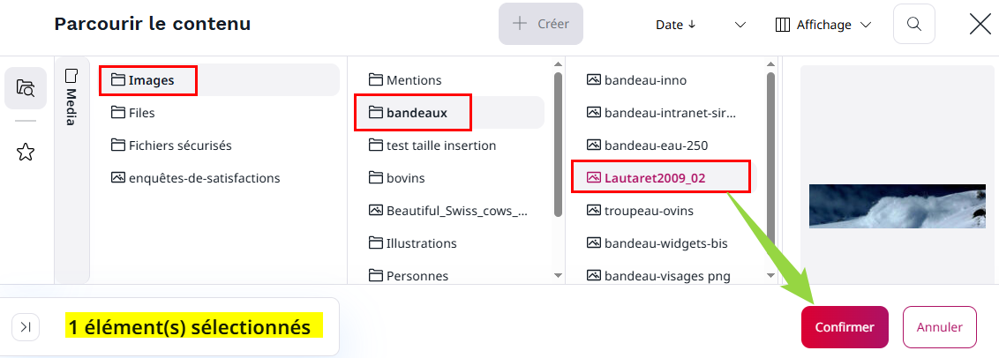 Parcourir le contenu
Créer
Date
Affichage
Media
Images
Files
Fichiers sécurisés
enquêtes-de-satisfactions
Mentions
bandeaux
test taille insertion
bovins
Beautiful_Swiss_cows_...
Illustrations
Personnes
bandeau-inno
bandeau-intranet-sir...
bandeau-eau-250
Lautaret2009_02
troupeau-ovins
bandeau-widgets-bis
bandeau-visages png
1 élément(s) sélectionnés
Confirmer
Annuler